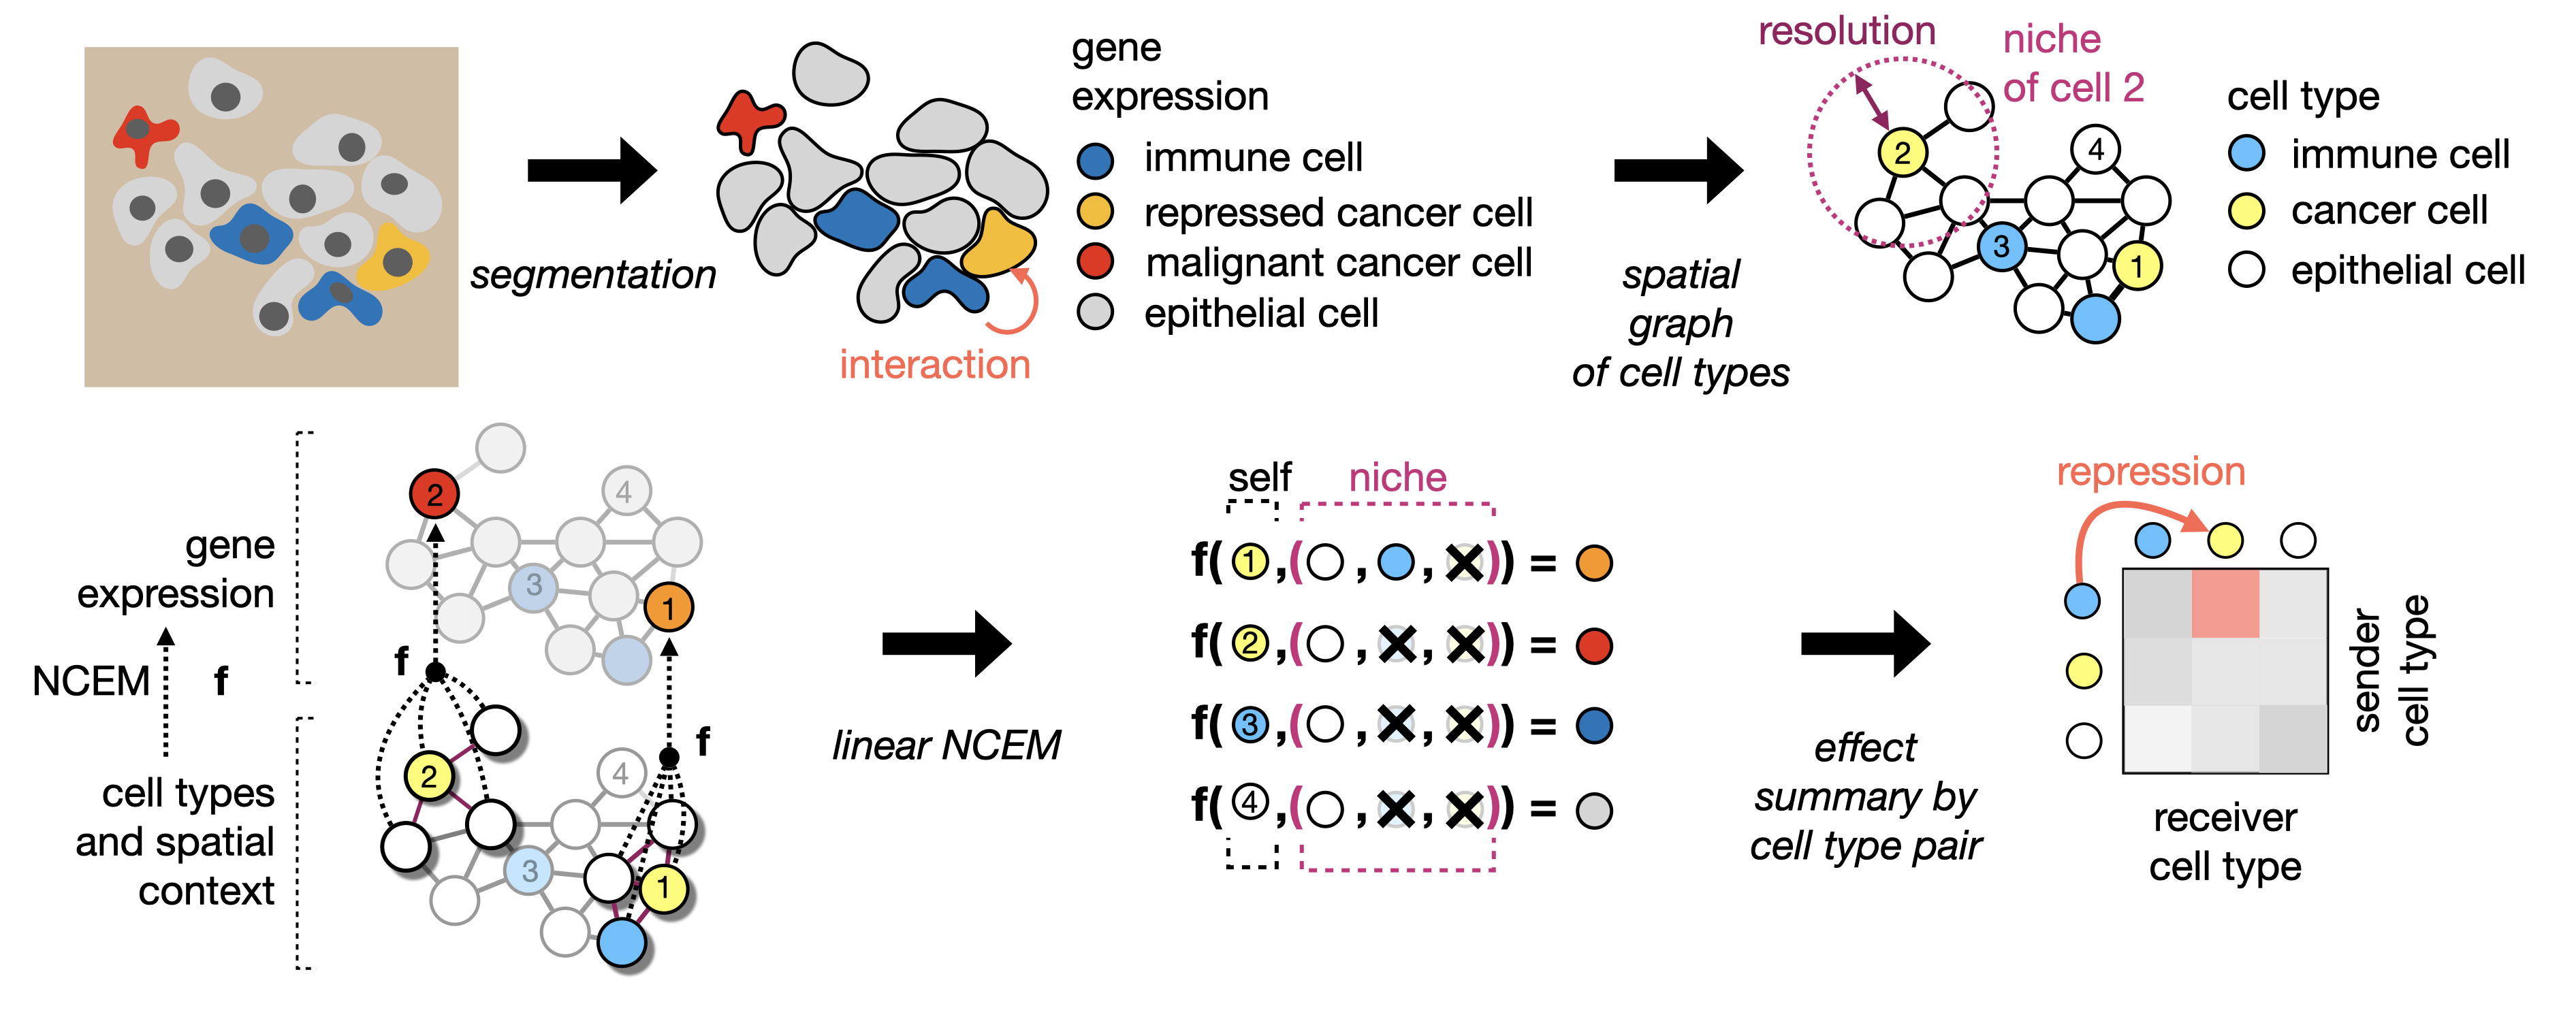 segmentation
gene
expression
immune cell
repressed cancer cell
malignant cancer cell
epithelial cell
interaction
spatial
graph
of cell types
resolution
niche
of cell 2
2
4
3
1
cell type
immune cell
cancer cell
epithelial cell
gene
expression
NCEM f
cell types
and spatial
context
2
4
3
1
f
f
2
4
3
1
linear NCEM
self niche
f( 1 ,( , , )) =
f( 2 ,( , , )) =
f( 3 ,( , , )) =
f( 4 ,( , , )) =
effect
summary by
cell type pair
repression
sender
cell type
receiver
cell type